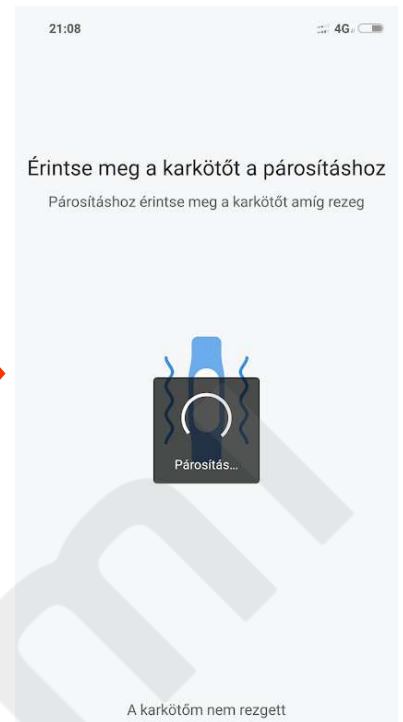 21:08
4G
Érintse meg a karkötőt a párosításhoz
Párosításhoz érintse meg a karkötőt amíg rezeg
Párosítás...
A karkötőm nem rezgett